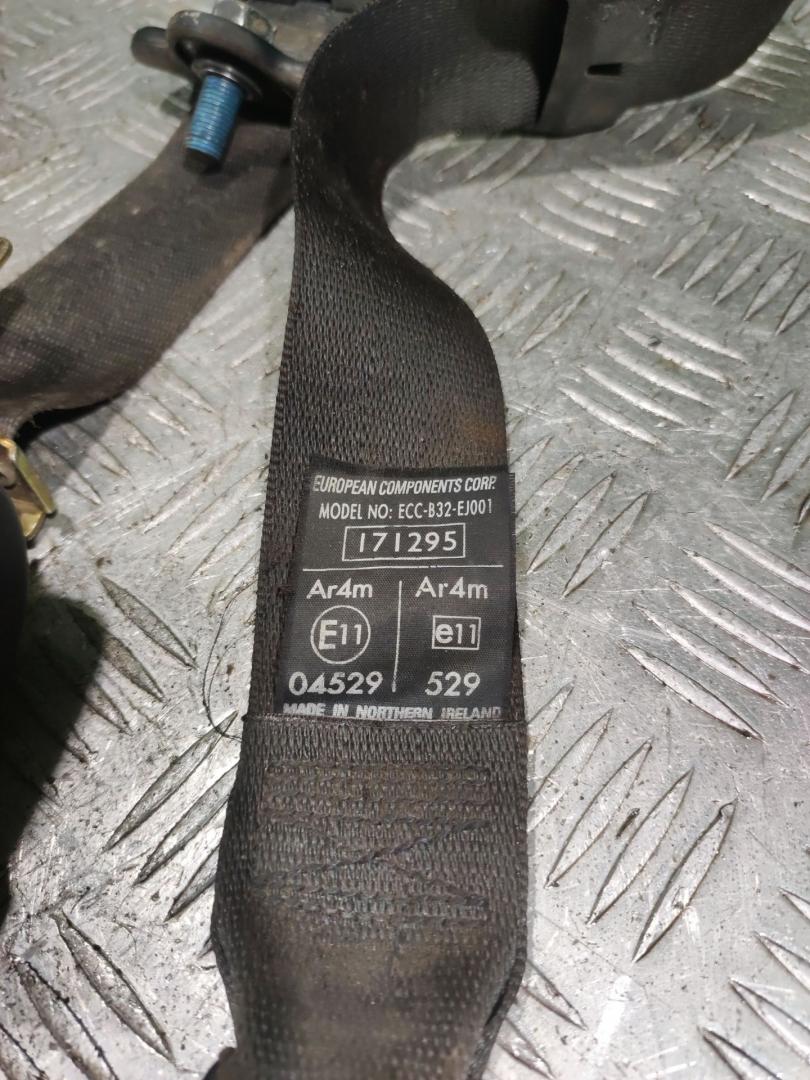 EUROPEAN COMPONENTS CORP.
MODEL NO: ECC-B32-EJ001
171295
Ar4m Ar4m
E11 e11
04529 529
MADE IN NORTHERN IRELAND